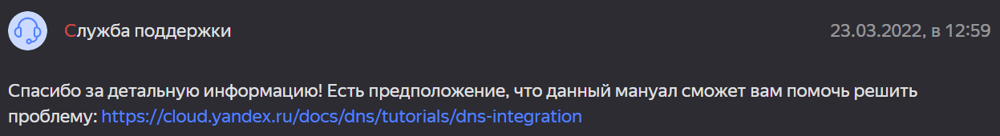 Служба поддержки
23.03.2022, в 12:59
Спасибо за детальную информацию! Есть предположение, что данный мануал сможет вам помочь решить
проблему: https://cloud.yandex.ru/docs/dns/tutorials/dns-integration